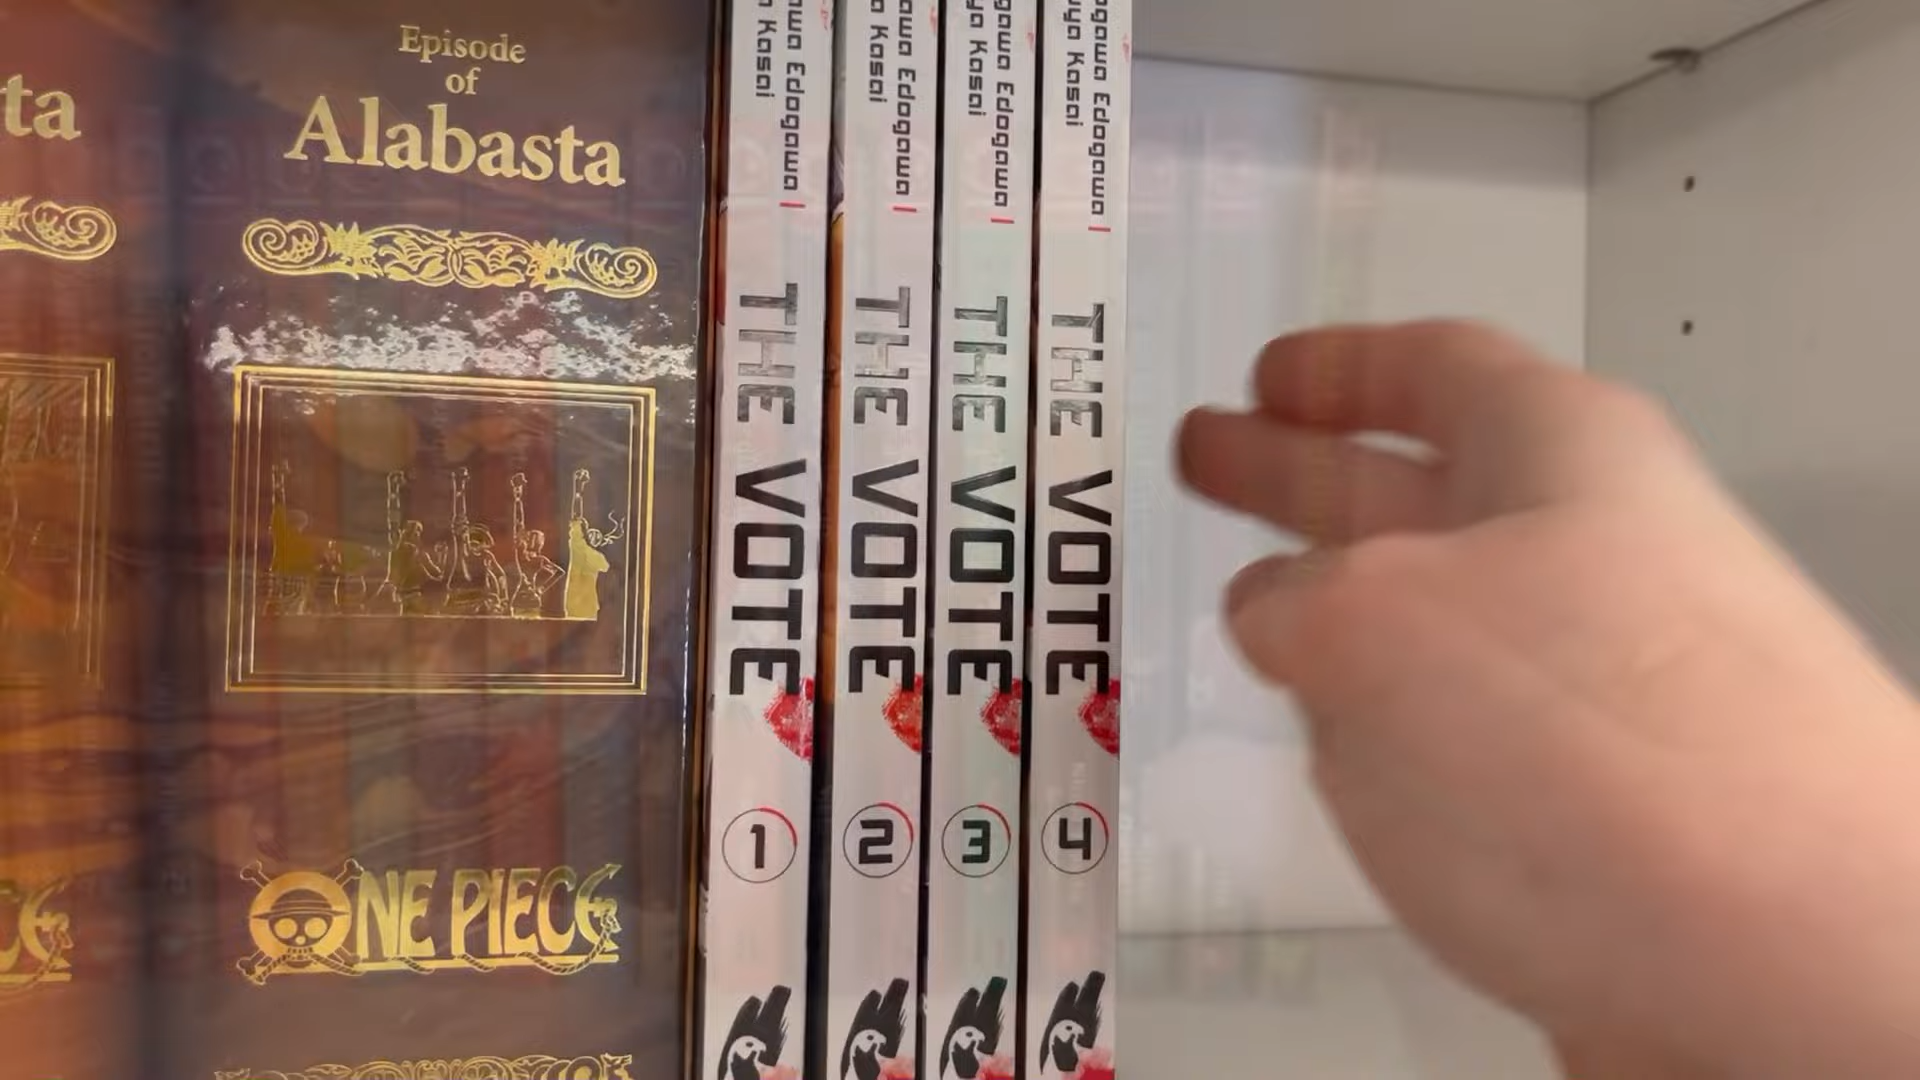 ta
Episode
of
Alabasta
ONE PIECE
Edogawa
Kasai
THE VOTE
1
Edogawa
Kasai
THE VOTE
2
Edogawa
Kasai
THE VOTE
3
Edogawa
Kasai
THE VOTE
4